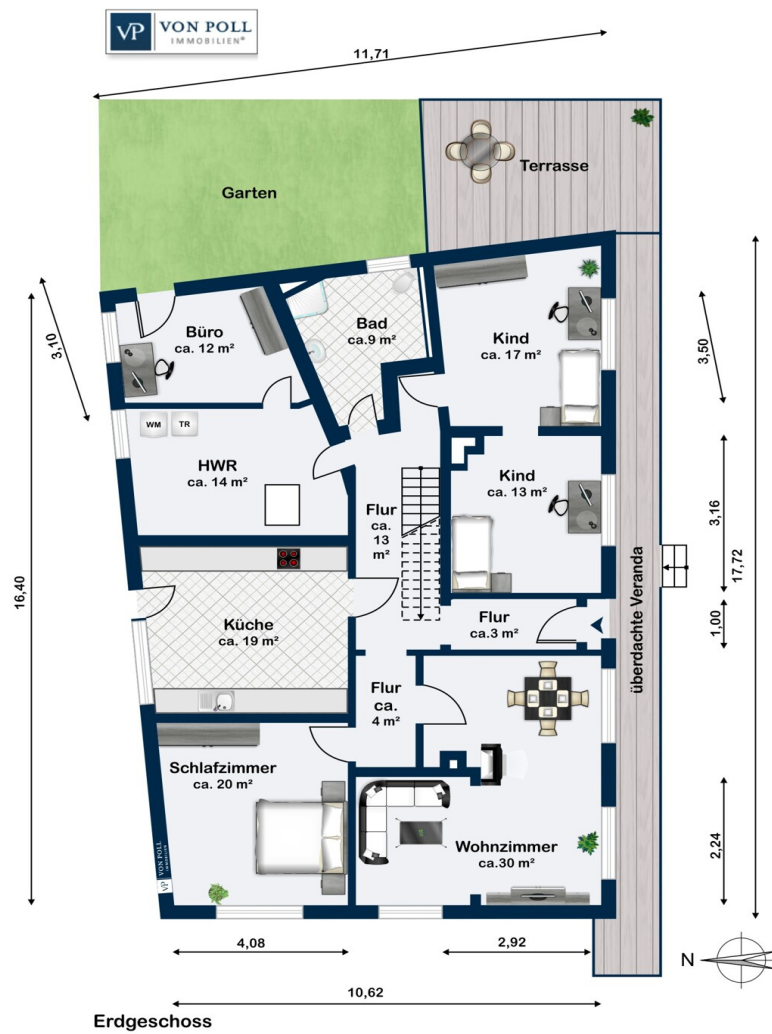 VP VON POLL
IMMOBILIEN®
11,71
Garten
Terrasse
3,10
Büro
ca. 12 m²
Bad
ca.9 m²
Kind
ca. 17 m²
3,50
WM
TR
HWR
ca. 14 m²
Flur
ca.
13
m²
Kind
ca. 13 m²
3,16
17,72
16,40
Küche
ca. 19 m²
Flur
ca.3 m²
1,00
überdachte Veranda
Flur
ca.
4 m²
Schlafzimmer
ca. 20 m²
Wohnzimmer
ca.30 m²
2,24
VP VON POLL
IMMOBILIEN
4,08
2,92
N
10,62
Erdgeschoss